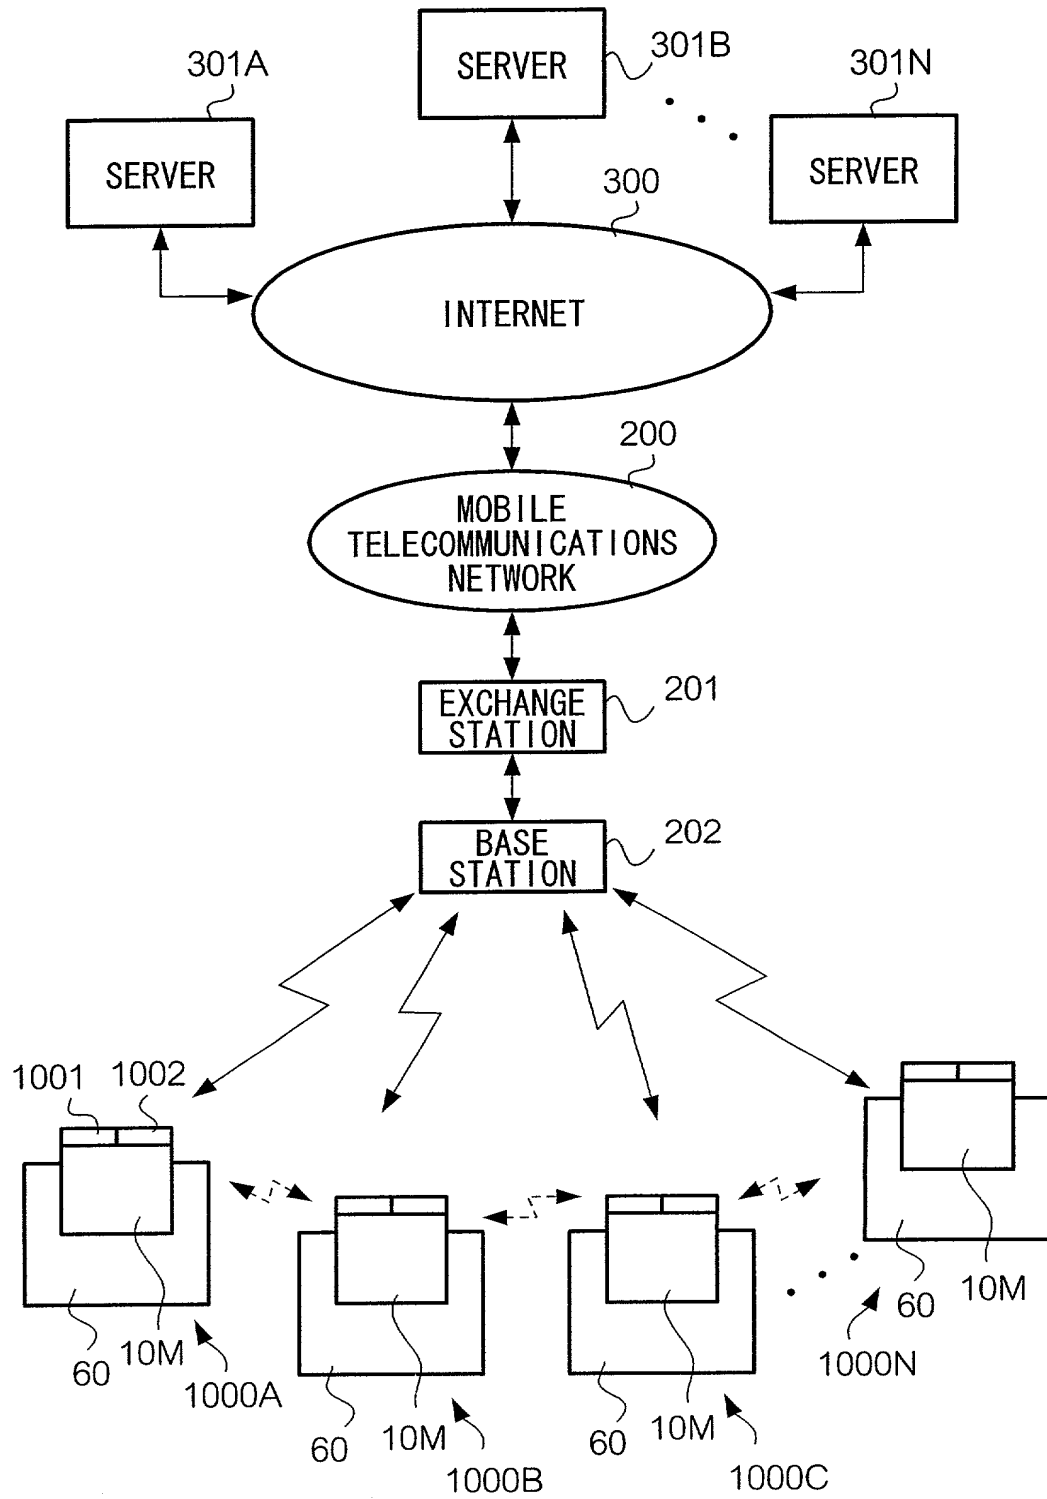 301A
SERVER
SERVER
301B
301N
SERVER
300
INTERNET
200
MOBILE
TELECOMMUNICATIONS
NETWORK
EXCHANGE
STATION
201
BASE
STATION
202
1001
1002
60
10M
1000A
60
10M
1000B
60
10M
1000C
60
10M
1000N